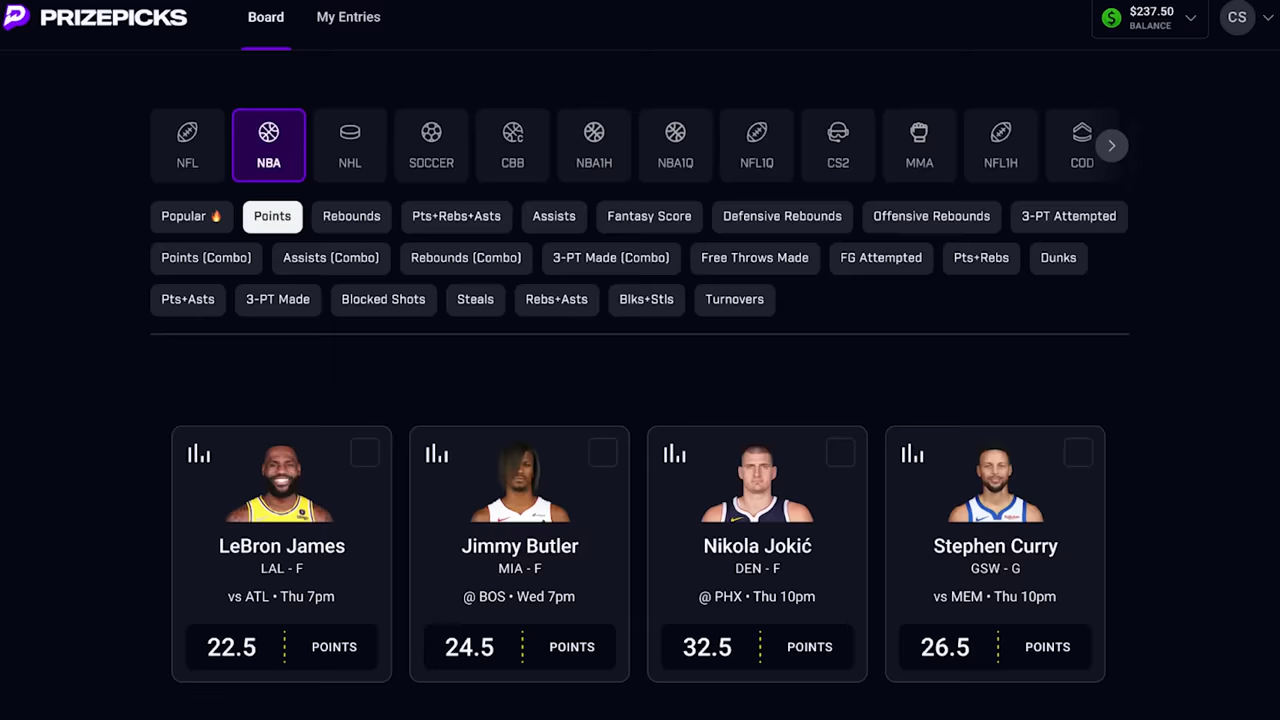 PRIZEPICKS Board My Entries $237.50 CS
BALANCE
NFL NBA NHL SOCCER CBB NBA1H NBA1Q NFL1Q CS2 MMA NFL1H COD
Popular 🔥 Points Rebounds Pts+Rebs+Asts Assists Fantasy Score Defensive Rebounds Offensive Rebounds 3-PT Attempted
Points (Combo) Assists (Combo) Rebounds (Combo) 3-PT Made (Combo) Free Throws Made FG Attempted Pts+Rebs Dunks
Pts+Asts 3-PT Made Blocked Shots Steals Rebs+Asts Blks+Stls Turnovers
LeBron James
LAL - F
vs ATL • Thu 7pm
22.5 POINTS
Jimmy Butler
MIA - F
@ BOS • Wed 7pm
24.5 POINTS
Nikola Jokić
DEN - F
@ PHX • Thu 10pm
32.5 POINTS
Stephen Curry
GSW - G
vs MEM • Thu 10pm
26.5 POINTS